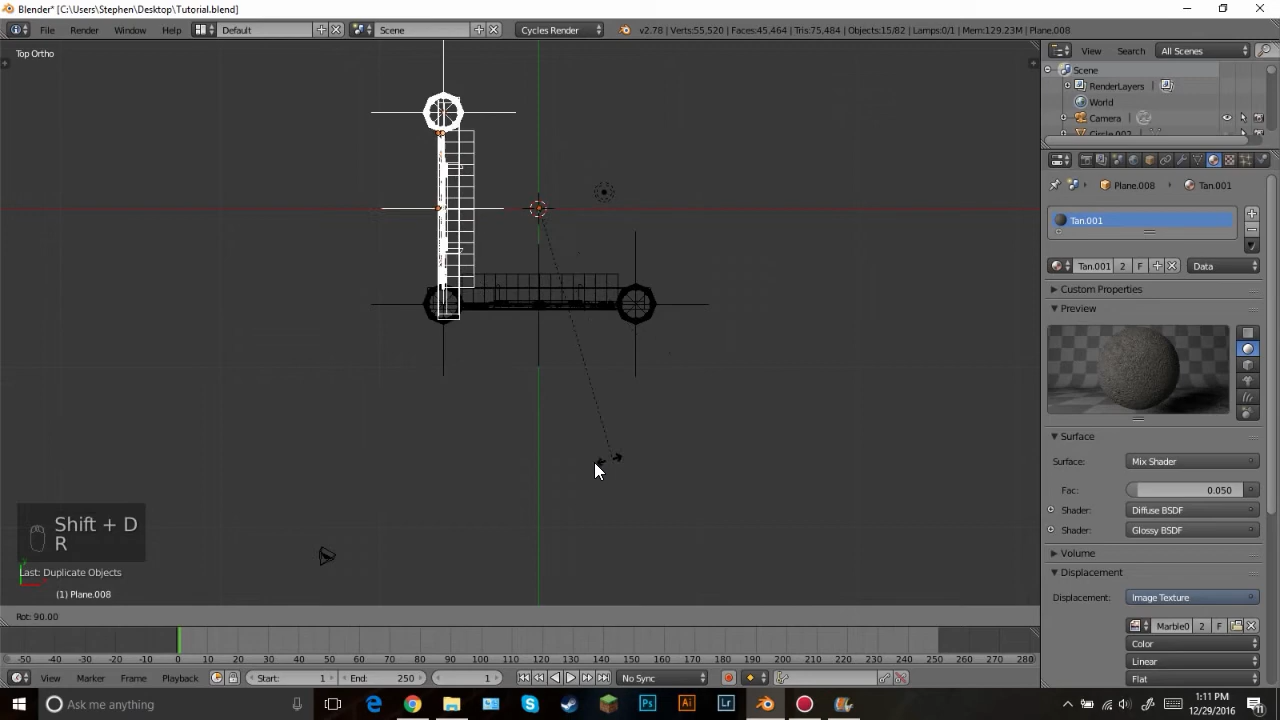 Blender* [C:\Users\Stephen\Desktop\Tutorial.blend]
File Render Window Help Default Scene Cycles Render v2.78 | Verts:55,520 | Faces:45,464 | Tris:75,484 | Objects:15/82 | Lamps:0/1 | Mem:129.23M | Plane.008
Top Ortho
View Search All Scenes
Scene
RenderLayers
World
Camera
Circle.002
Plane.008 Tan.001
Tan.001
Tan.001 2 F Data
Custom Properties
Preview
Surface
Surface: Mix Shader
Fac: 0.050
Shader: Diffuse BSDF
Shader: Glossy BSDF
Volume
Displacement
Displacement: Image Texture
Marble0 2 F
Color
Linear
Flat
Shift + D
R
Last: Duplicate Objects
(1) Plane.008
Rot: 90.00
-50 -40 -30 -20 -10 0 10 20 30 40 50 60 70 80 90 100 110 120 130 140 150 160 170 180 190 200 210 220 230 240 250 260 270 280
View Marker Frame Playback Start: 1 End: 250 1 No Sync
Ask me anything
1:11 PM
12/29/2016